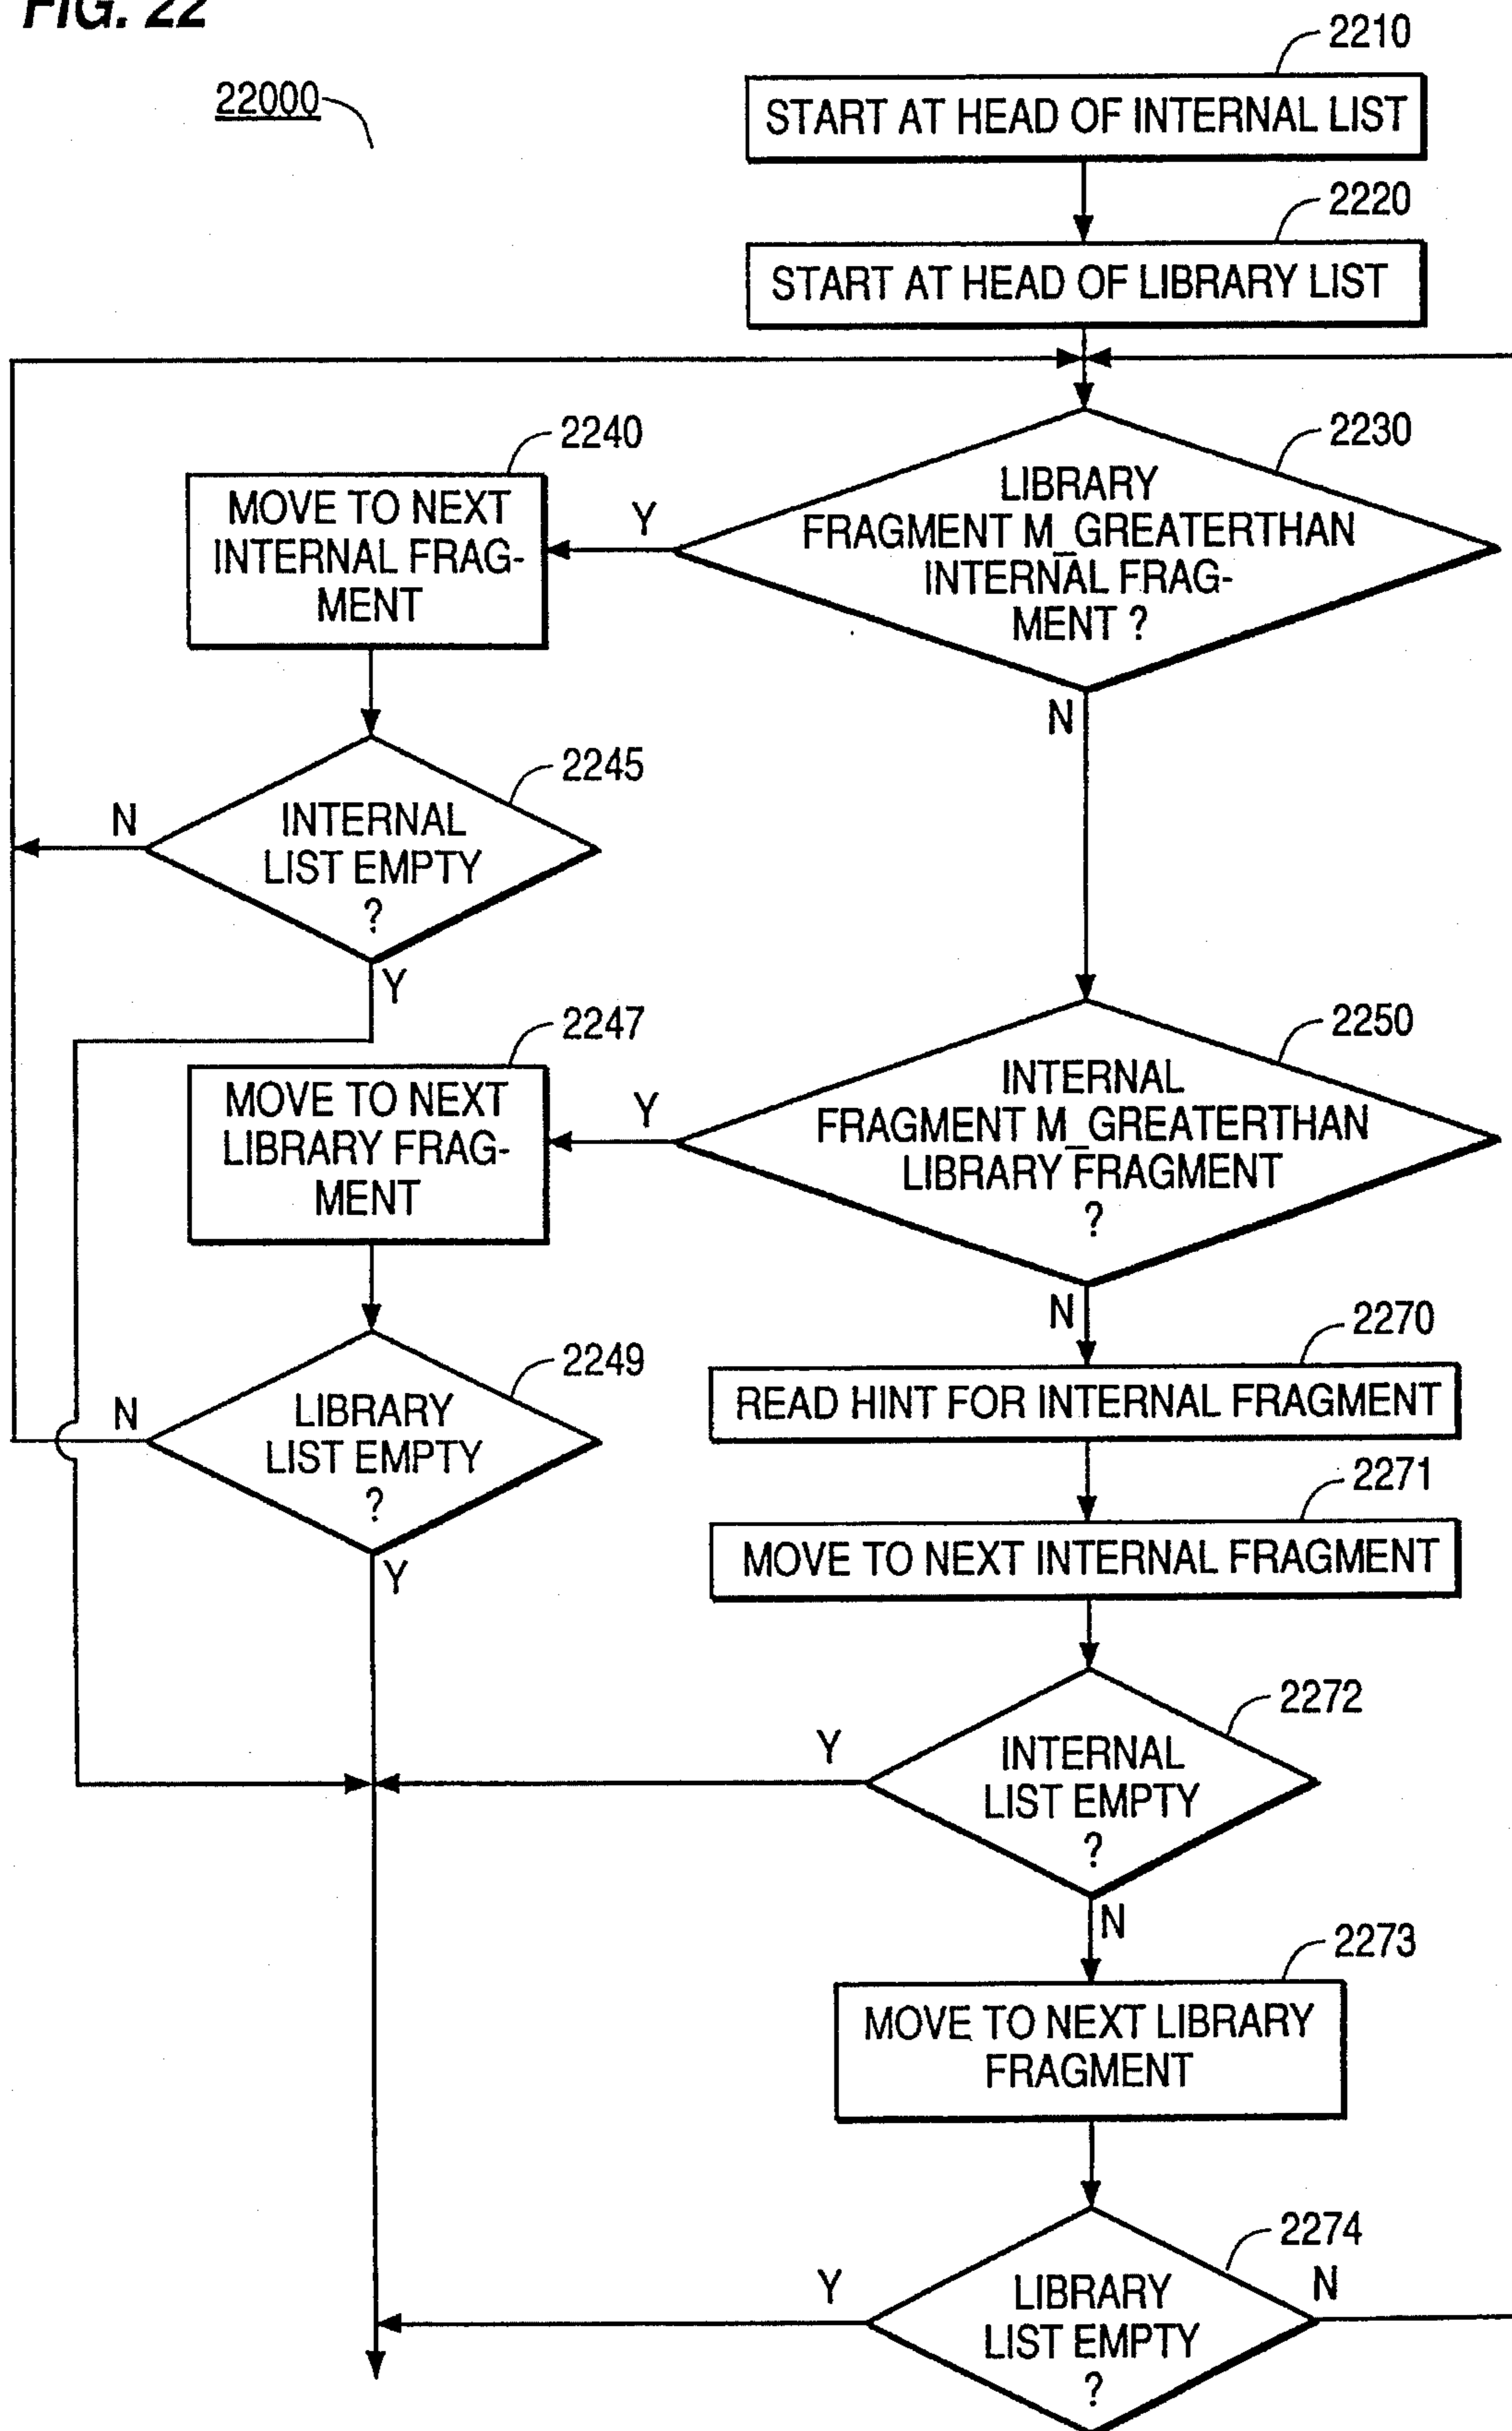 FIG. 22
22000
2210
START AT HEAD OF INTERNAL LIST
2220
START AT HEAD OF LIBRARY LIST
2230
LIBRARY
FRAGMENT M_GREATERTHAN
INTERNAL FRAG-
MENT ?
Y
N
2240
MOVE TO NEXT
INTERNAL FRAG-
MENT
2245
INTERNAL
LIST EMPTY
?
N
Y
2250
INTERNAL
FRAGMENT M_GREATERTHAN
LIBRARY FRAGMENT
?
Y
N
2247
MOVE TO NEXT
LIBRARY FRAG-
MENT
2249
LIBRARY
LIST EMPTY
?
N
Y
2270
READ HINT FOR INTERNAL FRAGMENT
2271
MOVE TO NEXT INTERNAL FRAGMENT
2272
INTERNAL
LIST EMPTY
?
Y
N
2273
MOVE TO NEXT LIBRARY
FRAGMENT
2274
LIBRARY
LIST EMPTY
?
Y
N